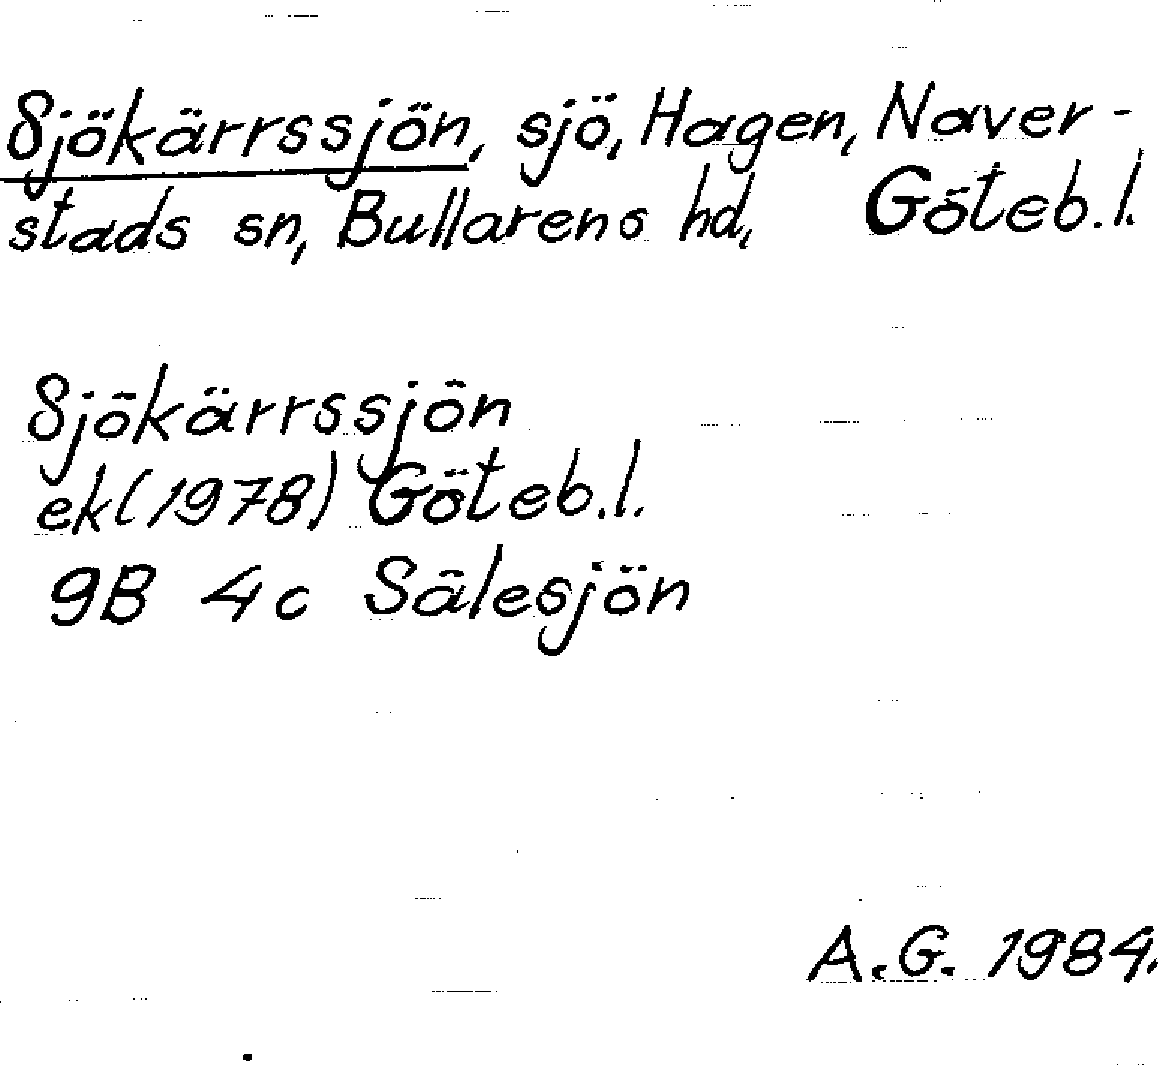 Sjökärrssjön, sjö, Hagen, Naver-
stads sn, Bullarens hd, Göteb.l.
Sjökärrssjön
ek(1978) Göteb.l.
9B 4c Sälesjön
A.G. 1984.